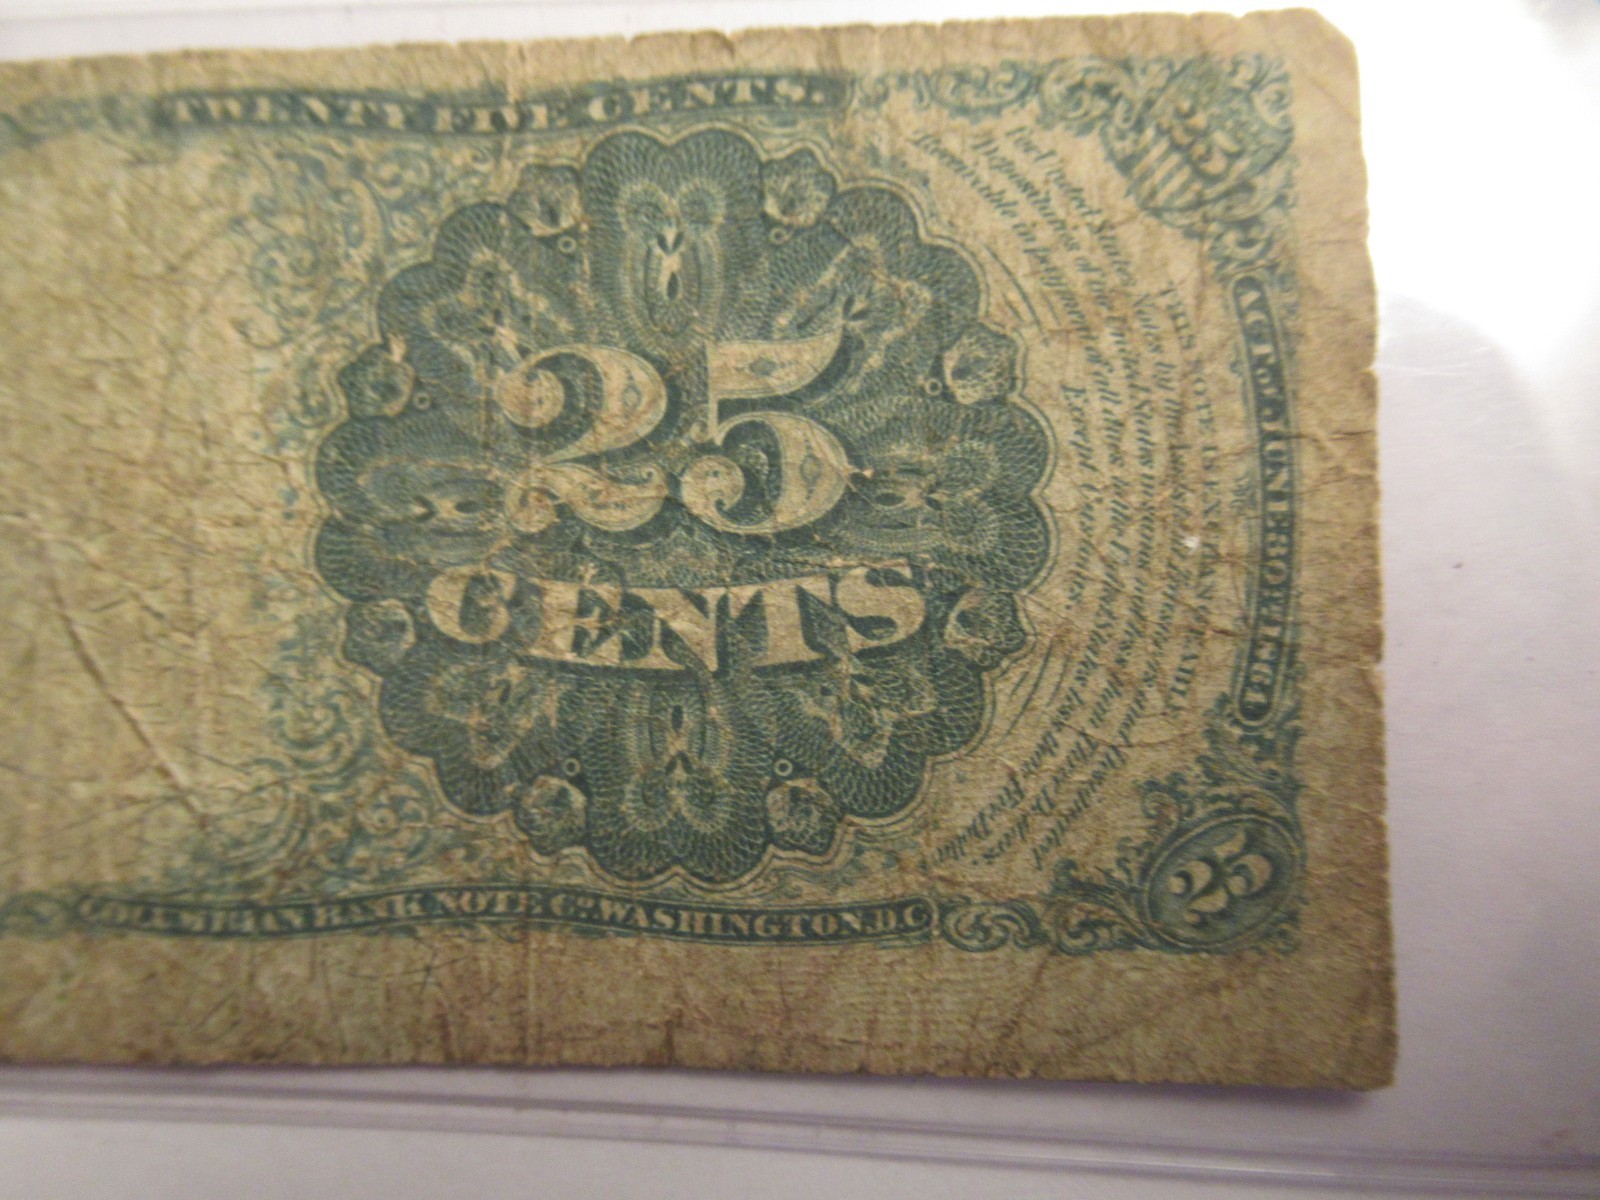 TWENTY FIVE CENTS.
25
25
CENTS
THIS NOTE IS EXCHANGEABLE
for United States
Notes by the Assistant Treasurers and Designated
Depositaries of the United States in sums not less than Three Dollars.
Receivable in payment of all dues to the U. States less than Five Dollars
Except Customs.
ACT OF JUNE 30TH 1864
25
COLUMBIAN BANK NOTE CO. WASHINGTON, D.C.